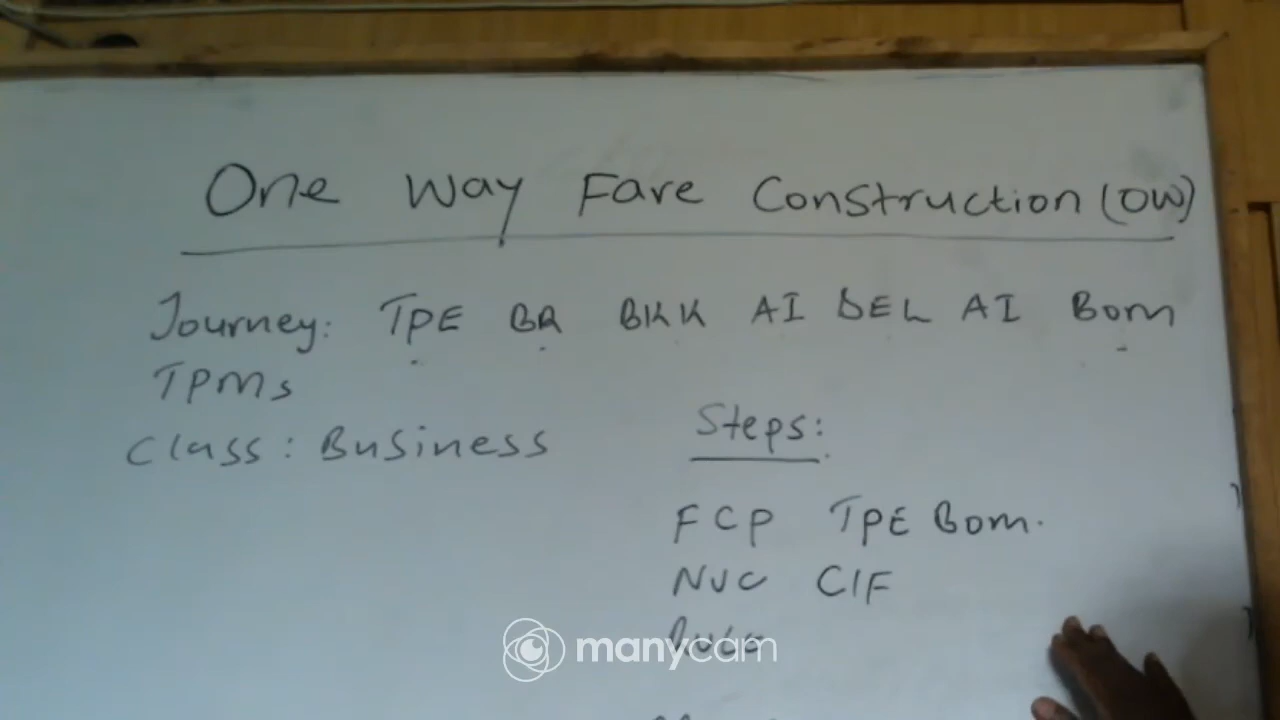 One Way Fare Construction (OW)
Journey: TPE BR BKK AI DEL AI BOM
TPMs
Class: Business
Steps:
FCP TPE BOM.
NUC C/F
manycam